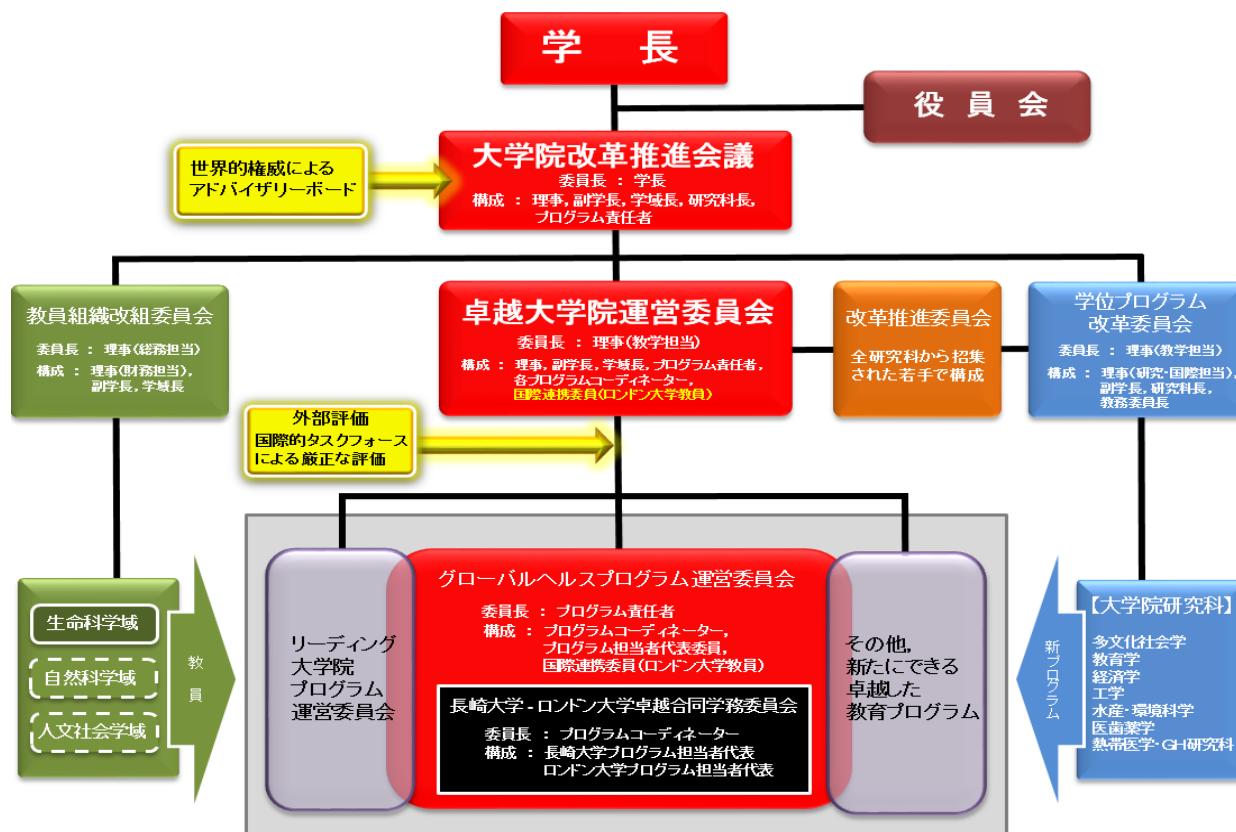 学　長
役 員 会
世界的権威による
アドバイザリーボード
大学院改革推進会議
委員長 ： 学長
構成 ： 理事, 副学長, 学域長, 研究科長,
プログラム責任者
教員組織改組委員会
委員長 ： 理事(総務担当)
構成 ： 理事(財務担当),
副学長, 学域長
卓越大学院運営委員会
委員長 ： 理事(教学担当)
構成 ： 理事, 副学長, 学域長, プログラム責任者,
各プログラムコーディネーター,
国際連携委員(ロンドン大学教員)
改革推進委員会
全研究科から招集
された若手で構成
学位プログラム
改革委員会
委員長 ： 理事(教学担当)
構成 ： 理事(研究・国際担当),
副学長, 研究科長,
教務委員長
外部評価
国際的タスクフォース
による厳正な評価
生命科学域
自然科学域
人文社会学域
教員
リーディング
大学院
プログラム
運営委員会
グローバルヘルスプログラム運営委員会
委員長 ： プログラム責任者
構成 ： プログラムコーディネーター,
プログラム担当者代表委員,
国際連携委員(ロンドン大学教員)
長崎大学-ロンドン大学卓越合同学務委員会
委員長 ： プログラムコーディネーター
構成 ： 長崎大学プログラム担当者代表
ロンドン大学プログラム担当者代表
その他,
新たにできる
卓越した
教育プログラム
新プログラム
【大学院研究科】
多文化社会学
教育学
経済学
工学
水産・環境科学
医歯薬学
熱帯医学・GH研究科